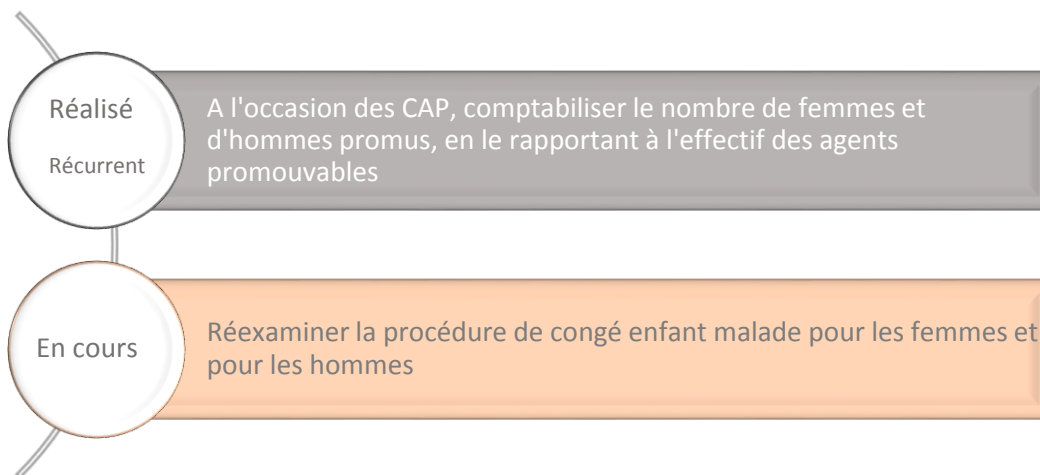 Réalisé
Récurrent
A l'occasion des CAP, comptabiliser le nombre de femmes et
d'hommes promus, en le rapportant à l'effectif des agents
promouvables
En cours
Réexaminer la procédure de congé enfant malade pour les femmes et
pour les hommes